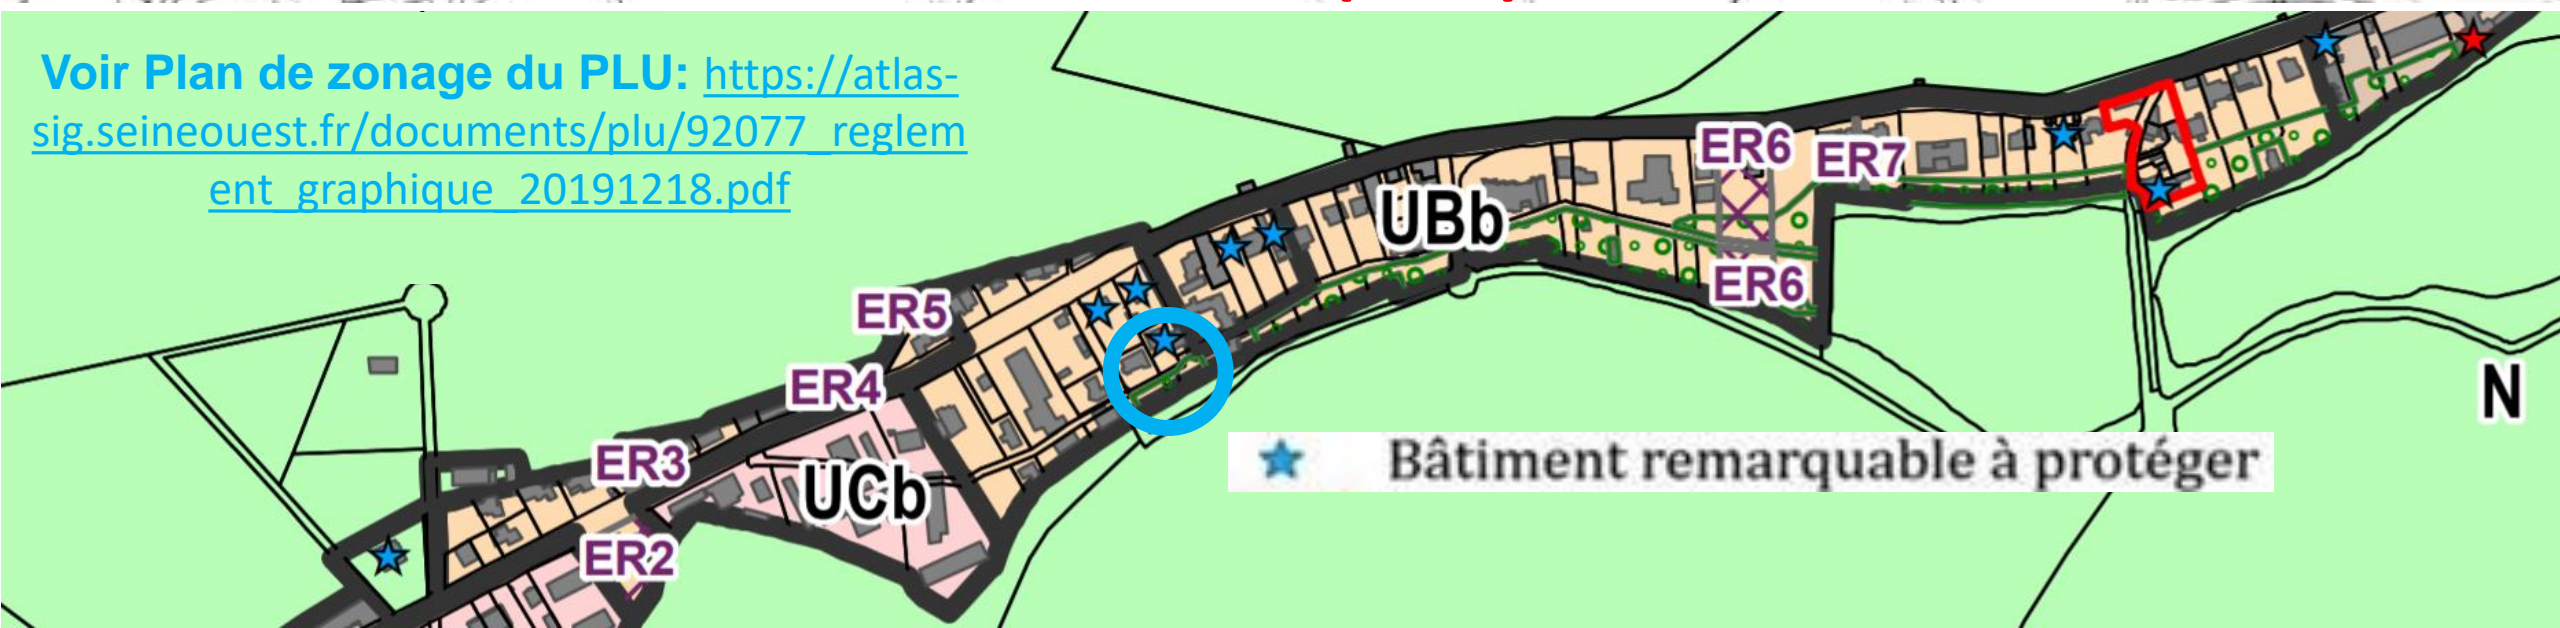 Voir Plan de zonage du PLU: https://atlas-
sig.seineouest.fr/documents/plu/92077_reglem
ent_graphique_20191218.pdf
ER6
ER7
UBb
ER6
ER5
ER4
N
ER3
UCb
Bâtiment remarquable à protéger
ER2